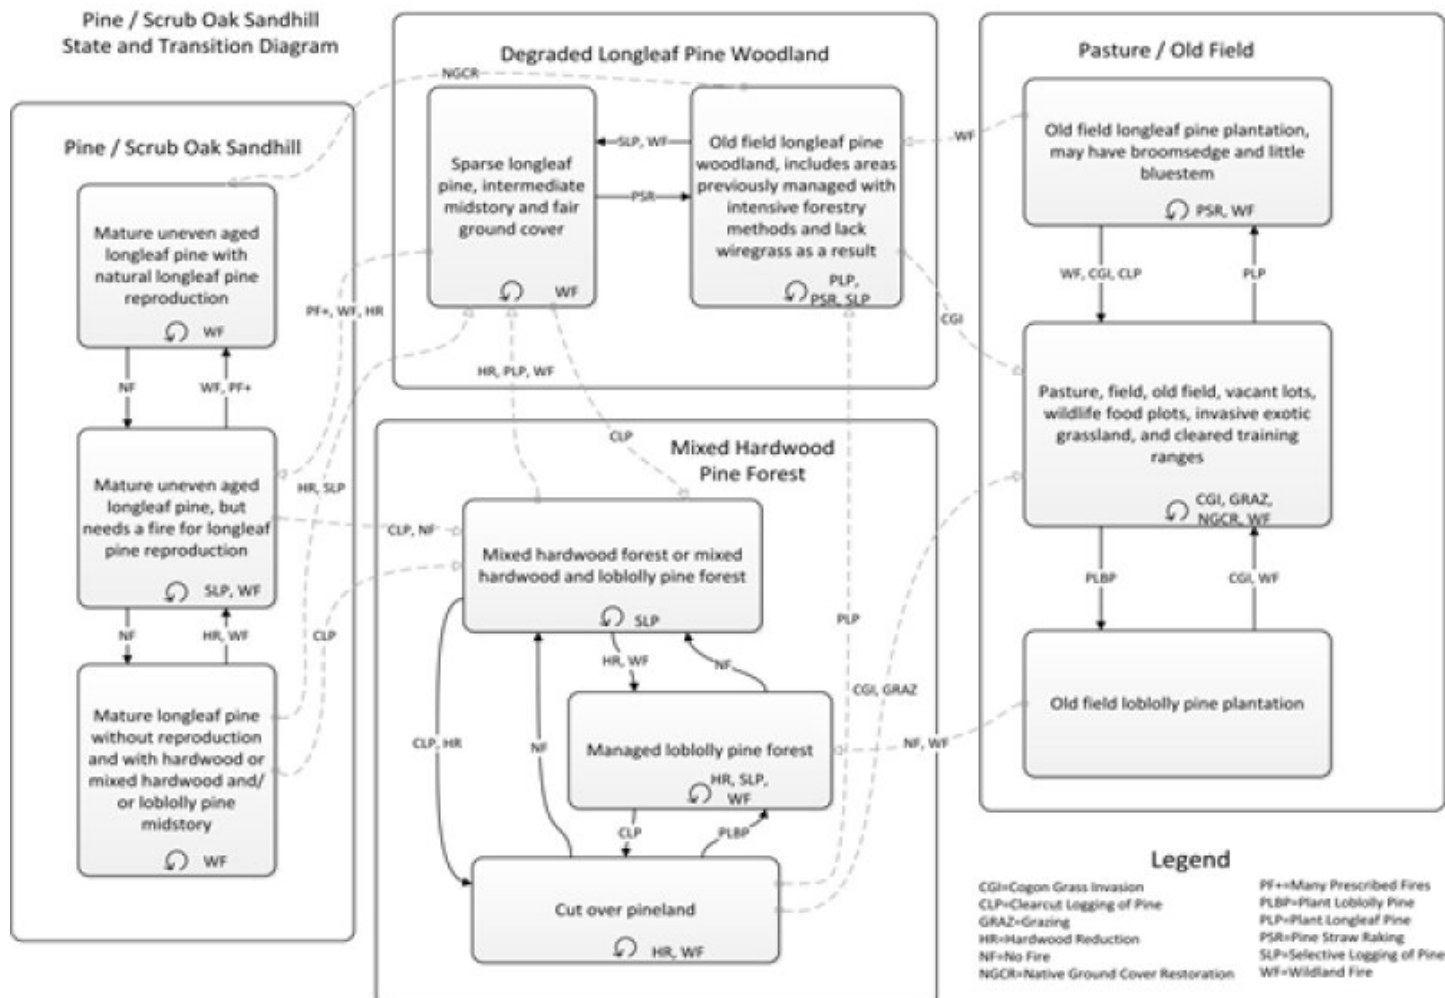 Pine / Scrub Oak Sandhill
State and Transition Diagram
Pine / Scrub Oak Sandhill
Mature uneven aged
longleaf pine with
natural longleaf pine
reproduction
WF
NF
WF, PF+
Mature uneven aged
longleaf pine, but
needs a fire for longleaf
pine reproduction
SLP, WF
NF
HR, WF
Mature longleaf pine
without reproduction
and with hardwood or
mixed hardwood and/
or loblolly pine
midstory
WF
NGCR
PF+, WF, HR
HR, SLP
CLP
CLP, NF
Degraded Longleaf Pine Woodland
Sparse longleaf
pine, intermediate
midstory and fair
ground cover
WF
SLP, WF
PSR
Old field longleaf pine
woodland, includes areas
previously managed with
intensive forestry
methods and lack
wiregrass as a result
PLP,
PSR, SLP
HR, PLP, WF
CLP
Mixed Hardwood
Pine Forest
Mixed hardwood forest or mixed
hardwood and loblolly pine forest
SLP
HR, WF
NF
CLP, HR
NF
Managed loblolly pine forest
HR, SLP,
WF
CLP
PLBP
Cut over pineland
HR, WF
PLP
CGI, GRAZ
WF
CGI
NF, WF
Pasture / Old Field
Old field longleaf pine plantation,
may have broomsedge and little
bluestem
PSR, WF
WF, CGI, CLP
PLP
Pasture, field, old field, vacant lots,
wildlife food plots, invasive exotic
grassland, and cleared training
ranges
CGI, GRAZ,
NGCR, WF
PLBP
CGI, WF
Old field loblolly pine plantation
Legend
CGI=Cogon Grass Invasion
CLP=Clearcut Logging of Pine
GRAZ=Grazing
HR=Hardwood Reduction
NF=No Fire
NGCR=Native Ground Cover Restoration
PF+=Many Prescribed Fires
PLBP=Plant Loblolly Pine
PLP=Plant Longleaf Pine
PSR=Pine Straw Raking
SLP=Selective Logging of Pine
WF=Wildland Fire